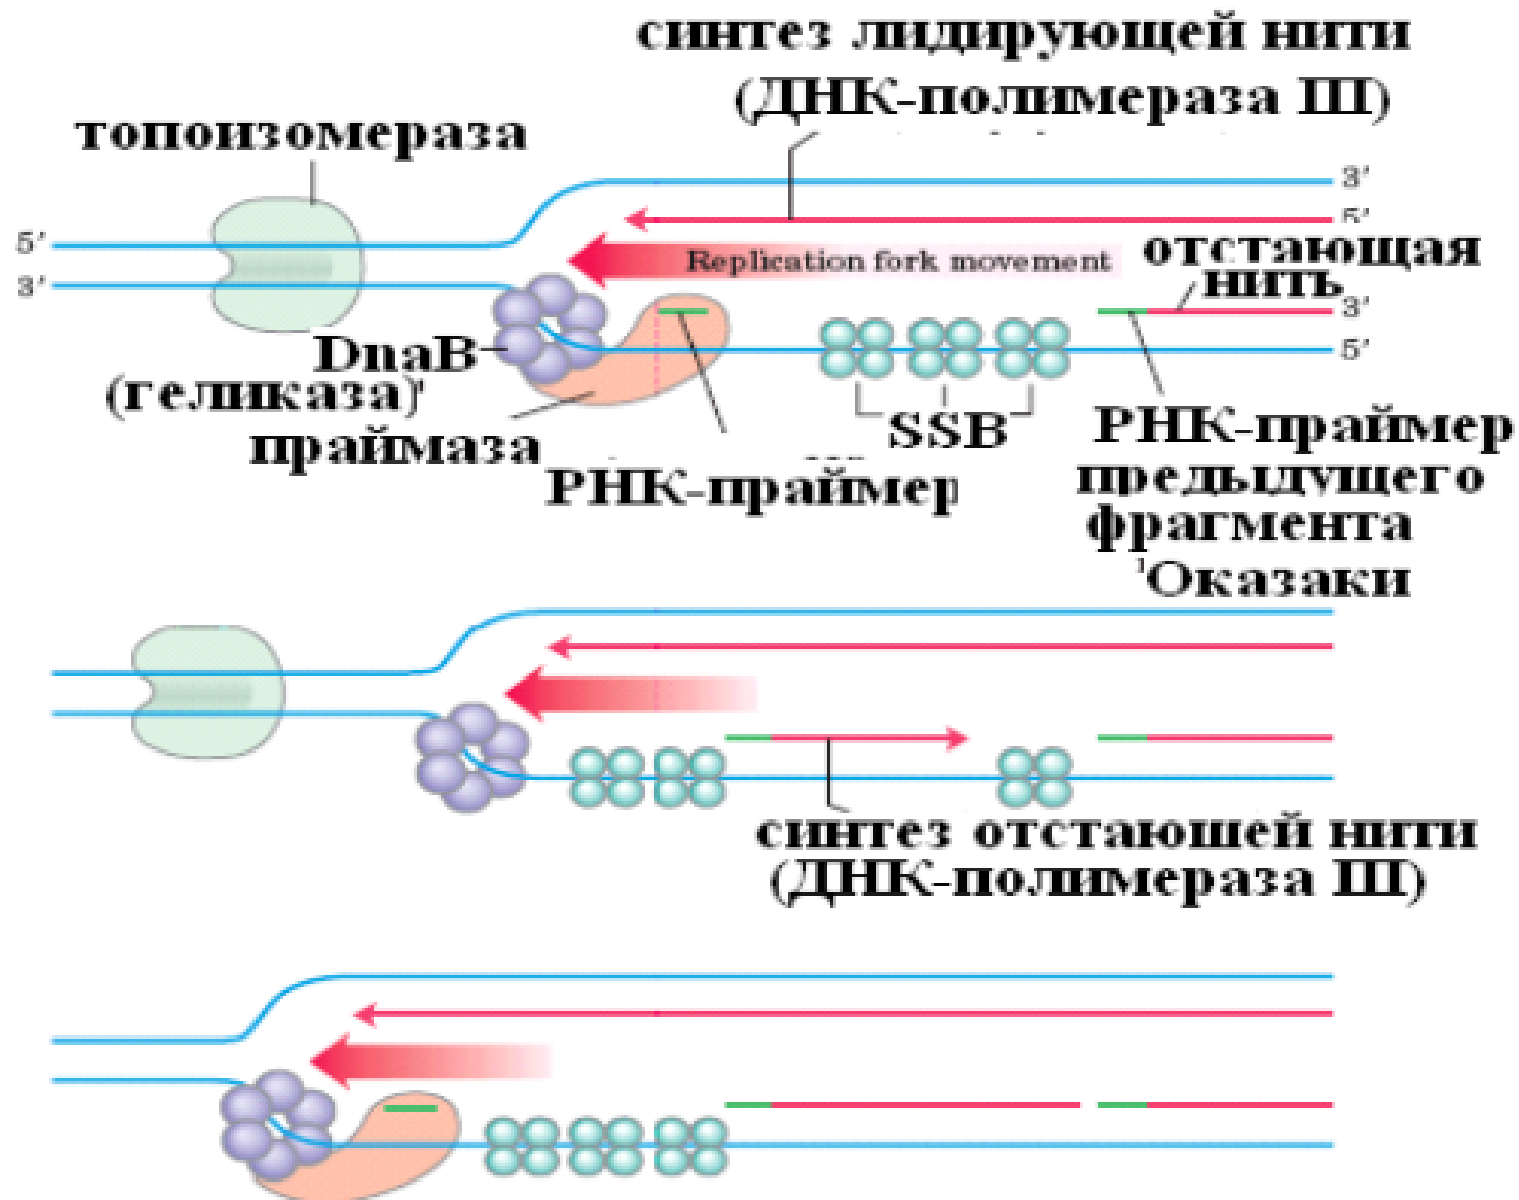 синтез лидирующей нити
(ДНК-полимераза III)
топоизомераза
3'
5'
5'
Replication fork movement
отстающая
нить
3'
3'
DnaB
5'
(геликаза)
праймаза
SSB
РНК-праймер
РНК-праймер
предыдущего
фрагмента
Оказаки
синтез отстающей нити
(ДНК-полимераза III)